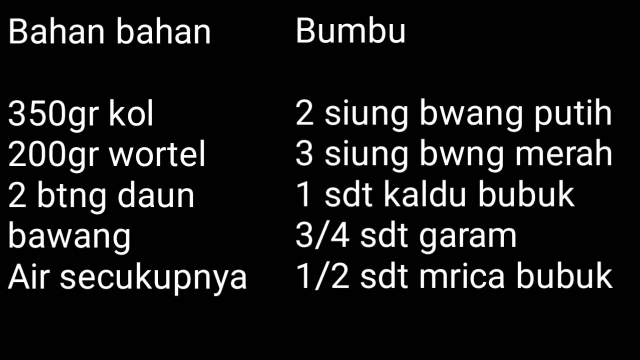 Bahan bahan
350gr kol
200gr wortel
2 btng daun
bawang
Air secukupnya
Bumbu
2 siung bwang putih
3 siung bwng merah
1 sdt kaldu bubuk
3/4 sdt garam
1/2 sdt mrica bubuk